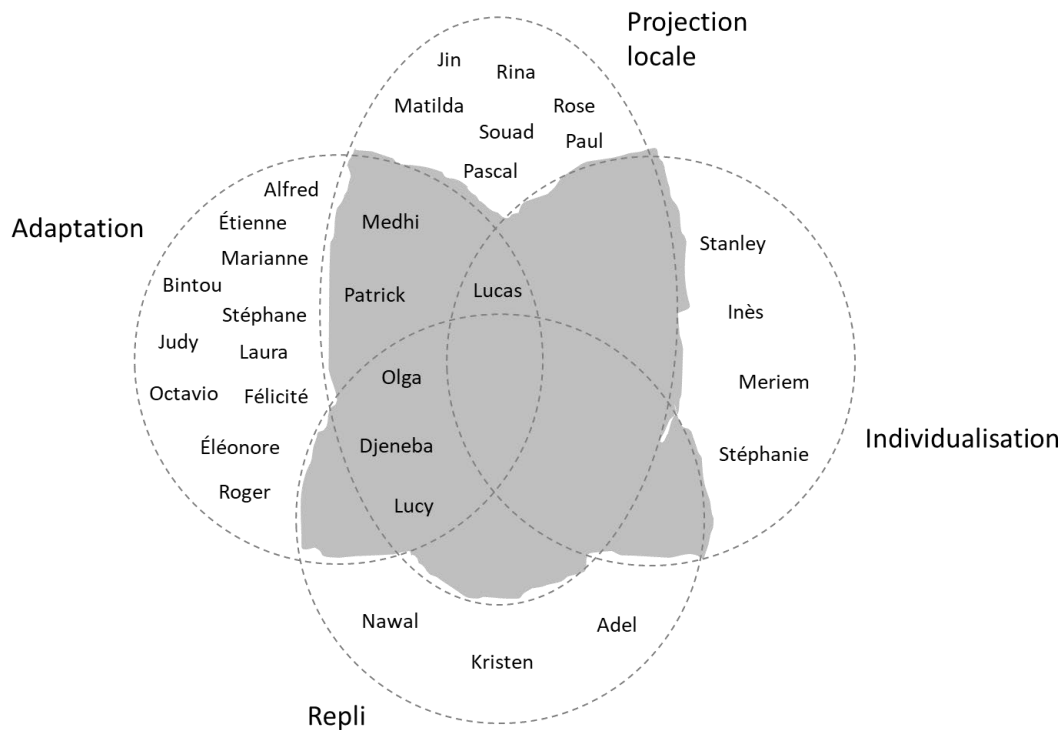 Projection
locale
Jin
Rina
Matilda
Rose
Souad
Paul
Pascal
Alfred
Adaptation
Étienne
Medhi
Marianne
Stanley
Bintou
Patrick
Lucas
Stéphane
Inès
Judy
Laura
Olga
Meriem
Octavio
Félicité
Éléonore
Djeneba
Individualisation
Stéphanie
Roger
Lucy
Nawal
Adel
Kristen
Repli